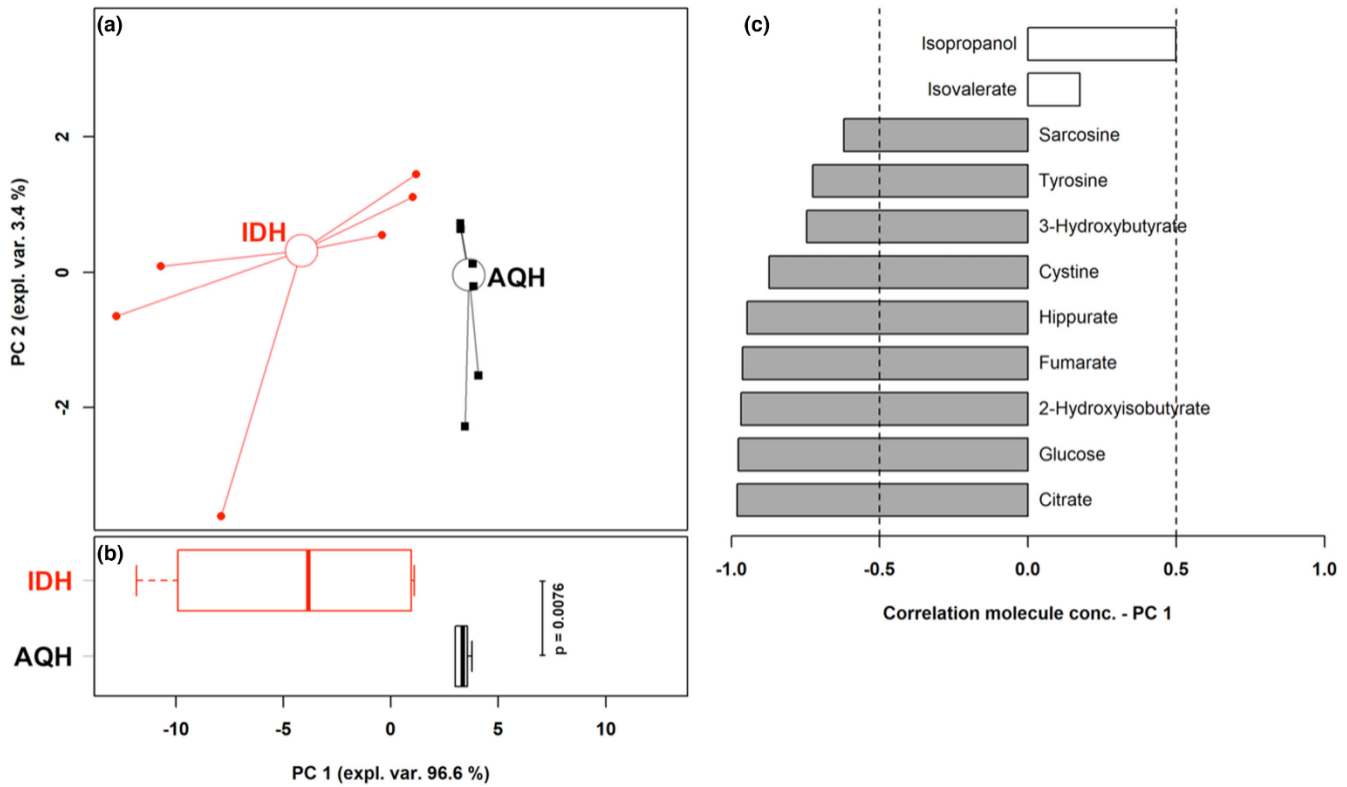 (a)
2
0
-2
PC 2 (expl. var. 3.4 %)
IDH
AQH
(b)
IDH
AQH
p = 0.0076
-10 -5 0 5 10
PC 1 (expl. var. 96.6 %)
(c)
Isopropanol
Isovalerate
Sarcosine
Tyrosine
3-Hydroxybutyrate
Cystine
Hippurate
Fumarate
2-Hydroxyisobutyrate
Glucose
Citrate
-1.0 -0.5 0.0 0.5 1.0
Correlation molecule conc. - PC 1